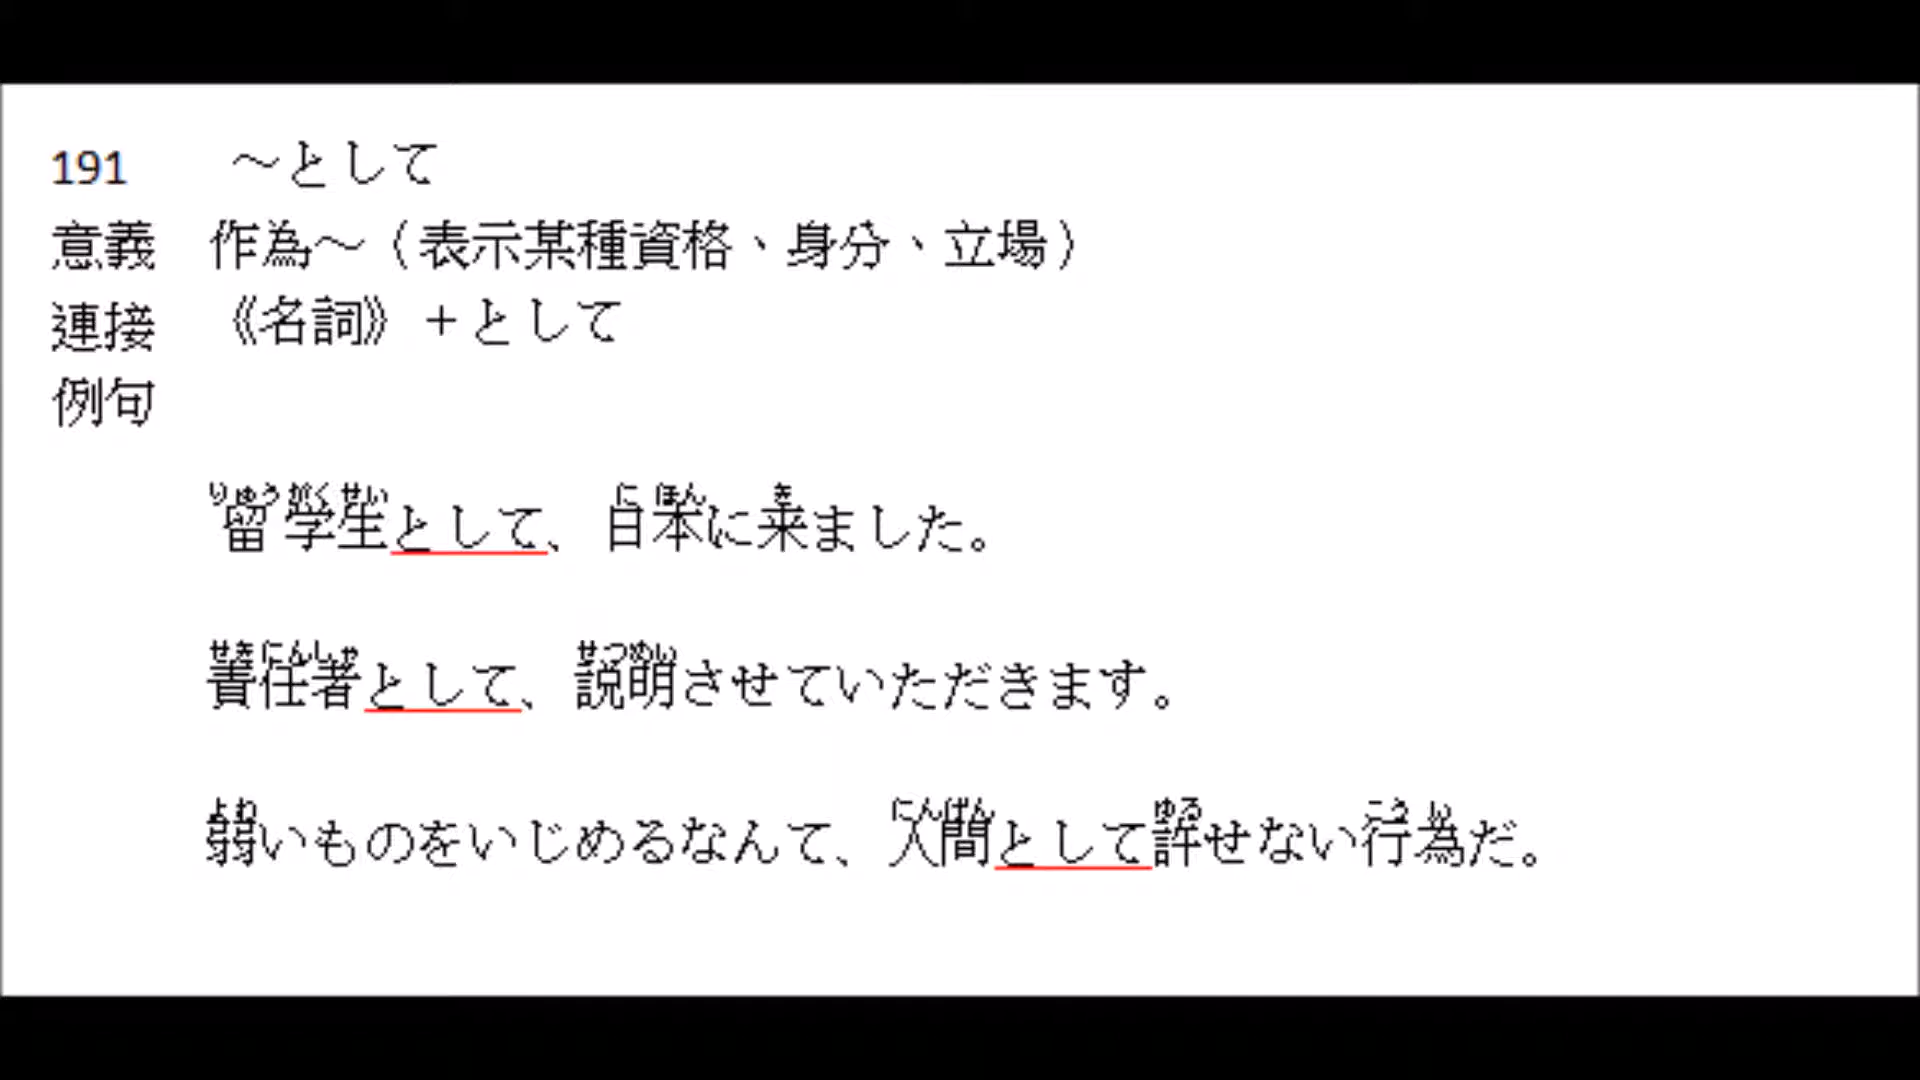 191 ～として
意義 作為～（表示某種資格、身分、立場）
連接 《名詞》＋として
例句
りゅうがくせい にほん き
留学生として、日本に来ました。
せきにんしゃ せつめい
責任者として、説明させていただきます。
よわ にんげん ゆる こうい
弱いものをいじめるなんて、人間として許せない行為だ。